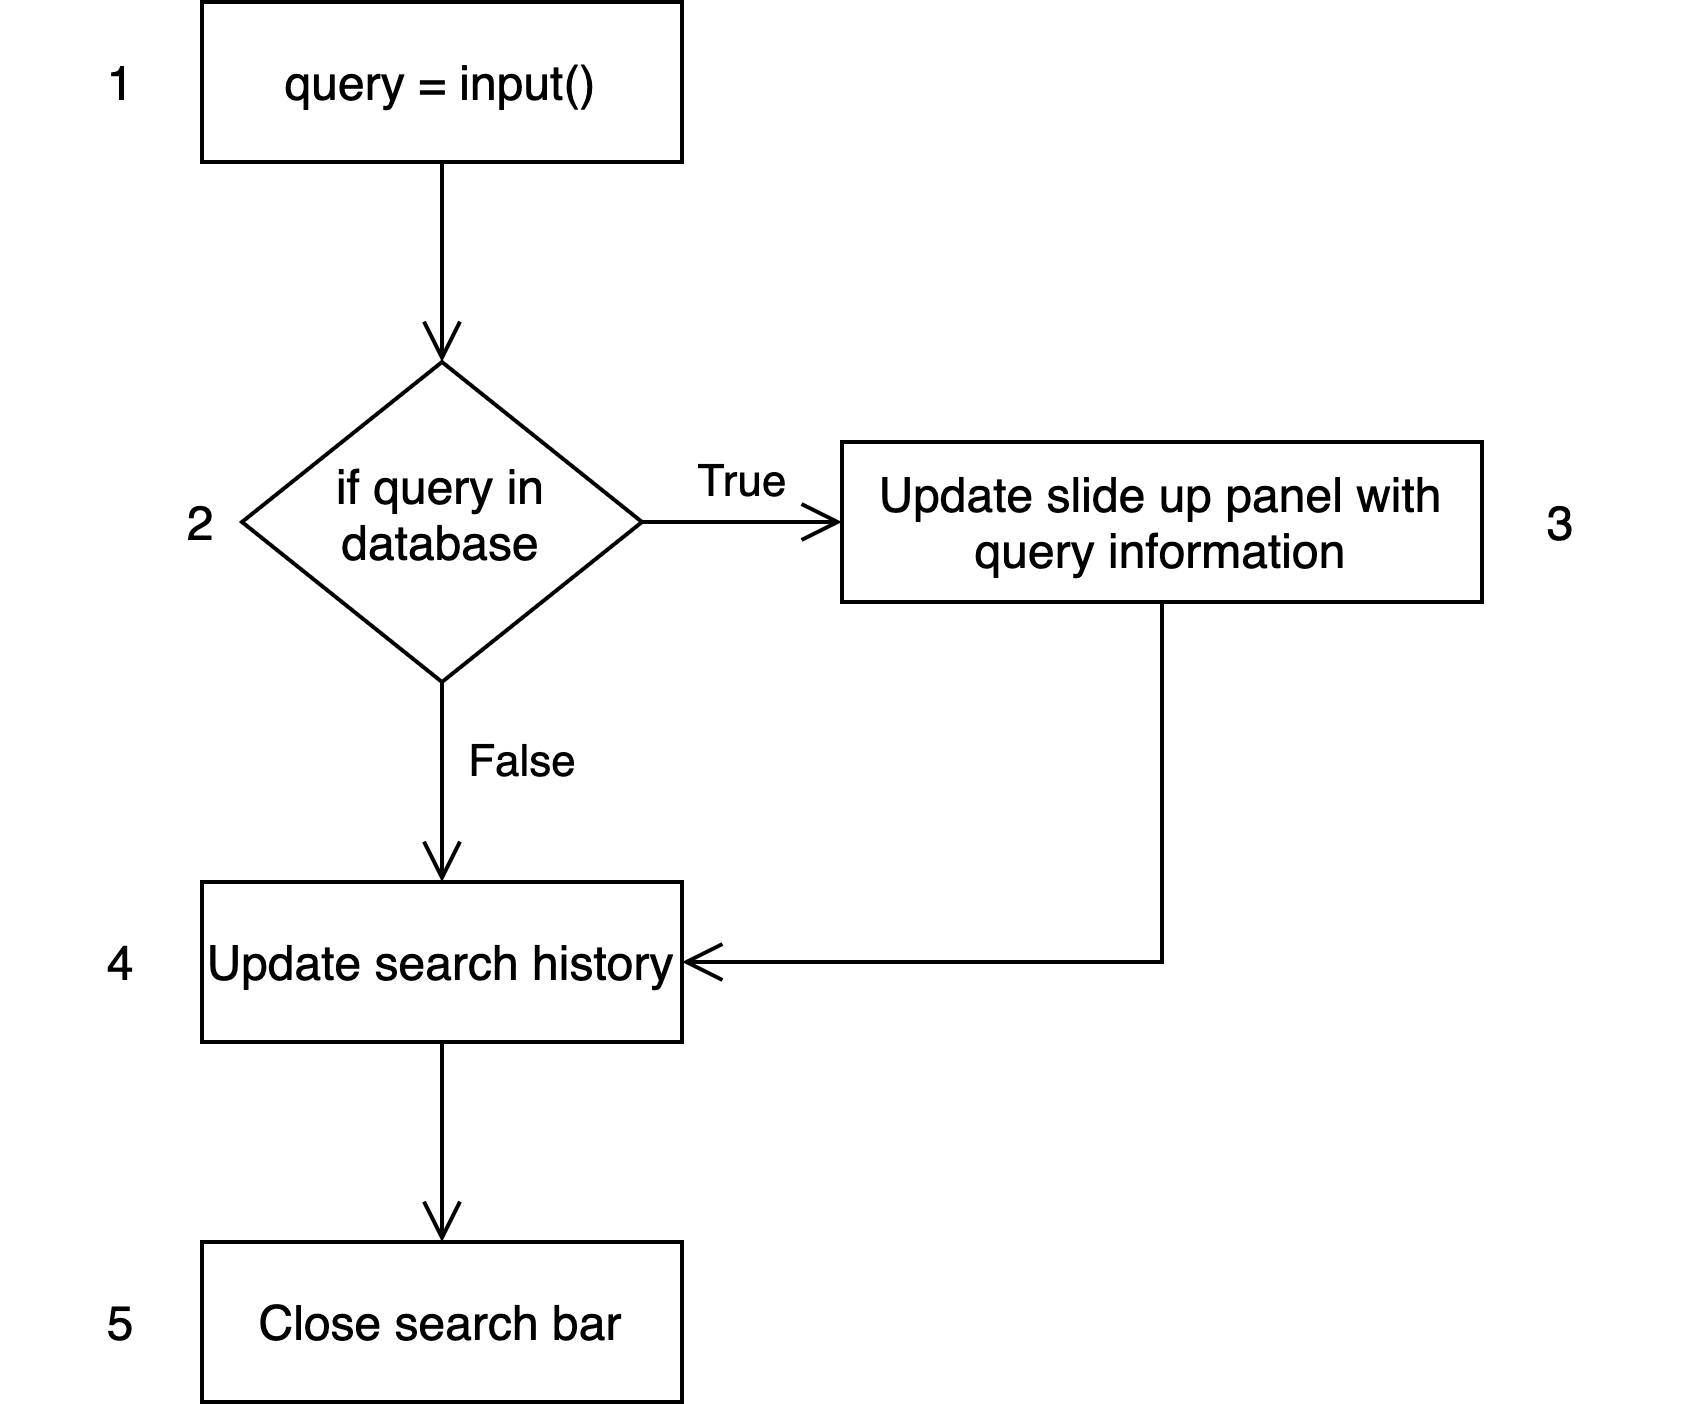 1
query = input()
2
if query in
database
True
Update slide up panel with
query information
3
False
4
Update search history
5
Close search bar